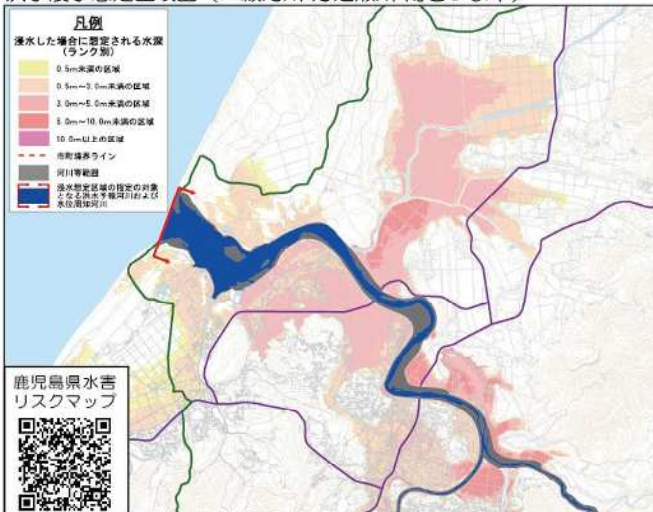 凡例
浸水した場合に想定される水深
(ランク別)
0.5m未満の区域
0.5m～3.0m未満の区域
3.0m～5.0m未満の区域
5.0m～10.0m未満の区域
10.0m以上の区域
市町境界ライン
河川等範囲
浸水想定区域の指定の対象
となる洪水予報河川および
水位周知河川
鹿児島県水害
リスクマップ